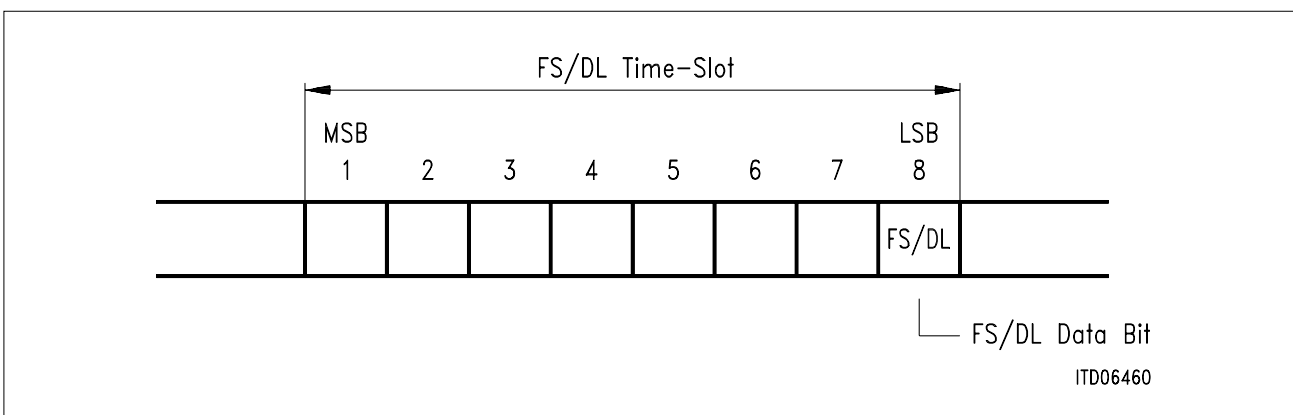 FS/DL Time-Slot
MSB LSB
1 2 3 4 5 6 7 8
FS/DL
FS/DL Data Bit
ITD06460